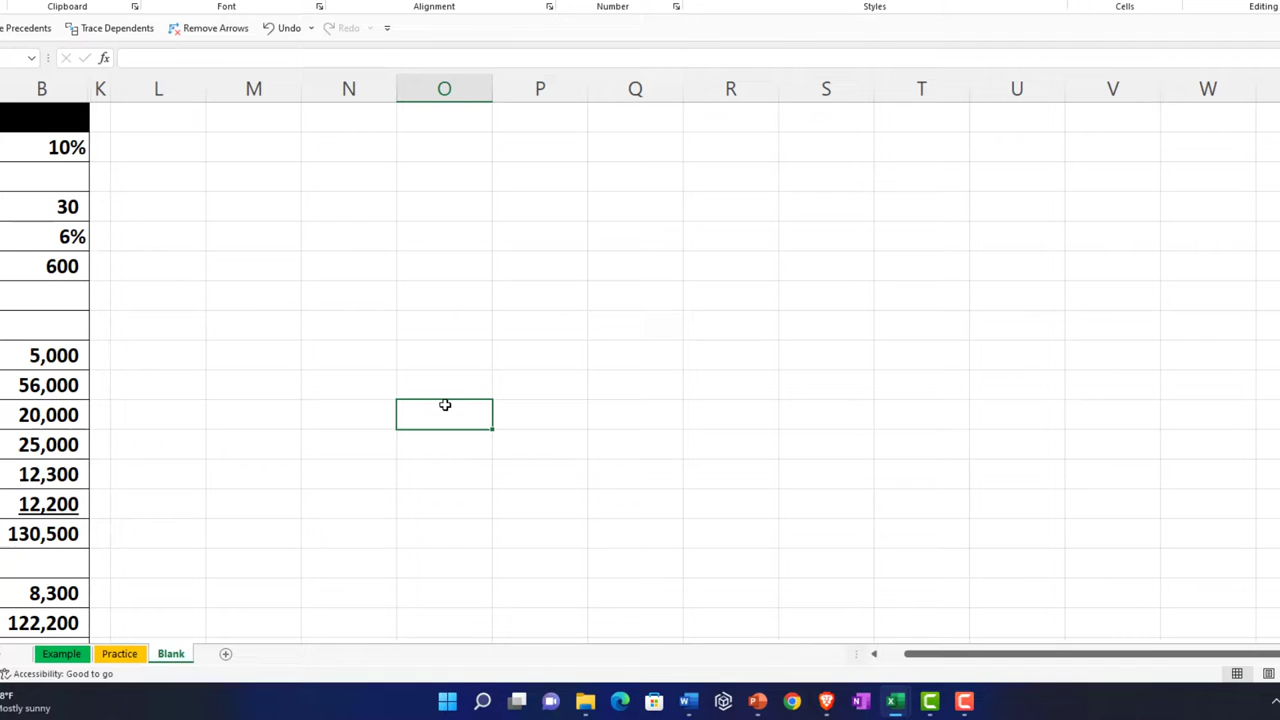 Clipboard Font Alignment Number Styles Cells Editing
e Precedents Trace Dependents Remove Arrows Undo Redo
fx
B K L M N O P Q R S T U V W
10%
30
6%
600
5,000
56,000
20,000
25,000
12,300
12,200
130,500
8,300
122,200
Example Practice Blank
Accessibility: Good to go
8°F
Mostly sunny